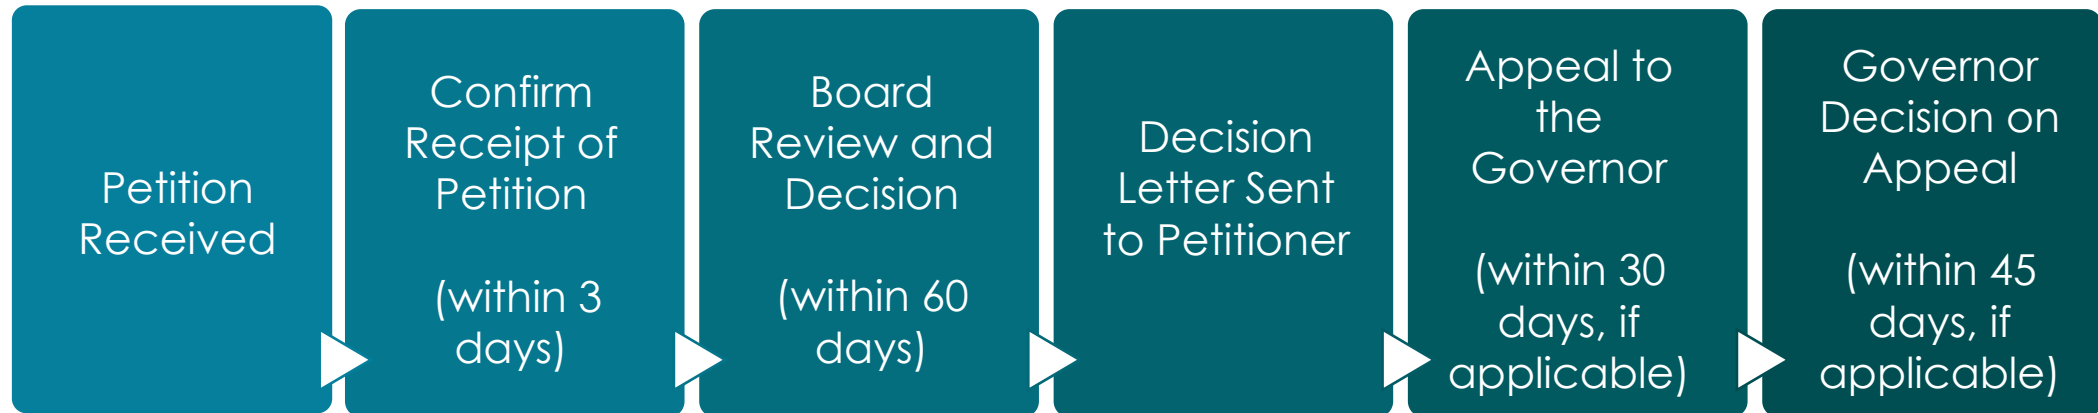 Petition
Received
Confirm
Receipt of
Petition
(within 3
days)
Board
Review and
Decision
(within 60
days)
Decision
Letter Sent
to Petitioner
Appeal to
the
Governor
(within 30
days, if
applicable)
Governor
Decision on
Appeal
(within 45
days, if
applicable)